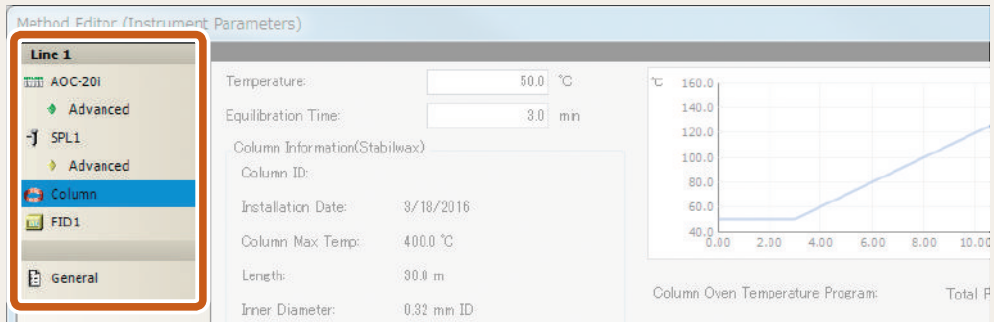 Method Editor (Instrument Parameters)
Line 1
AOC-20i
Advanced
SPL1
Advanced
Column
FID1
General
Temperature: 50.0 °C
Equilibration Time: 3.0 min
Column Information(Stabilwax)
Column ID:
Installation Date: 3/18/2016
Column Max Temp: 400.0 °C
Length: 30.0 m
Inner Diameter: 0.32 mm ID
°C
160.0
140.0
120.0
100.0
80.0
60.0
40.0
0.00 2.00 4.00 6.00 8.00 10.00
Column Oven Temperature Program: Total